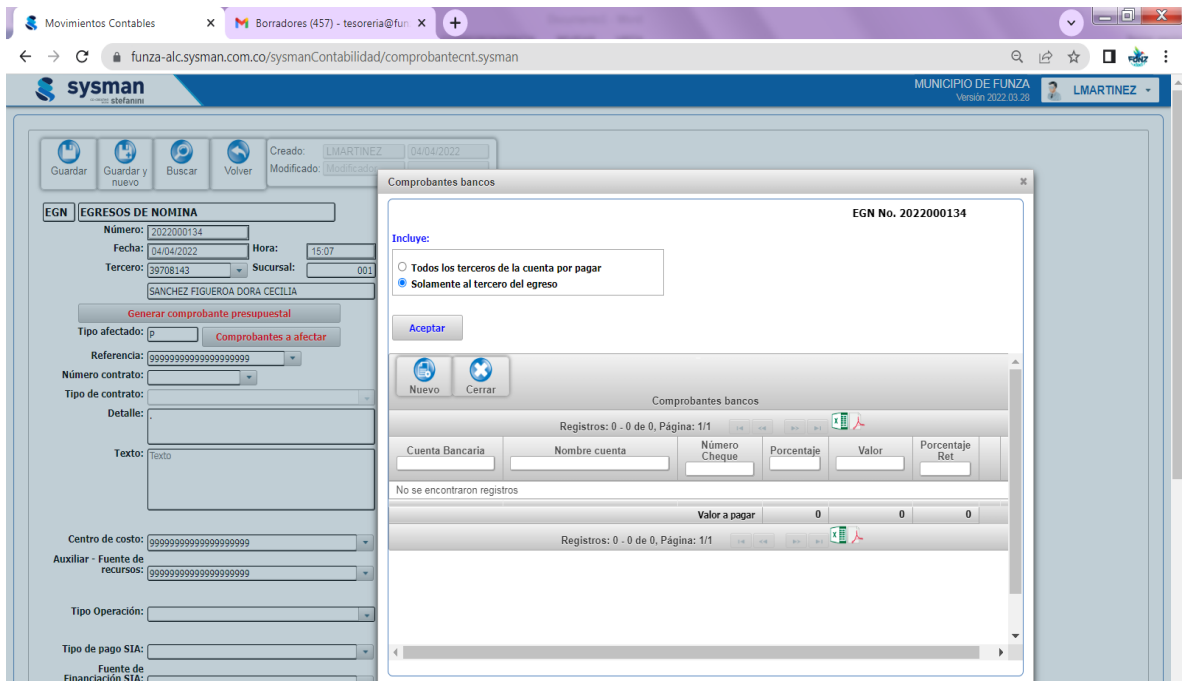 Movimientos Contables
Borradores (457) - tesoreria@fun
funza-alc.sysman.com.co/sysmanContabilidad/comprobantecnt.sysman
sysman
stefanini
MUNICIPIO DE FUNZA
Versión 2022.03.28
LMARTINEZ
Guardar
Guardar y nuevo
Buscar
Volver
Creado: LMARTINEZ 04/04/2022
Modificado: Modificador
EGN EGRESOS DE NOMINA
Número: 2022000134
Fecha: 04/04/2022 Hora: 15:07
Tercero: 39708143 Sucursal: 001
SANCHEZ FIGUEROA DORA CECILIA
Generar comprobante presupuestal
Tipo afectado: P Comprobantes a afectar
Referencia: 99999999999999999999
Número contrato:
Tipo de contrato:
Detalle: .
Texto: Texto
Centro de costo: 99999999999999999999
Auxiliar - Fuente de
recursos: 99999999999999999999
Tipo Operación:
Tipo de pago SIA:
Fuente de
Financiación SIA:
Comprobantes bancos
EGN No. 2022000134
Incluye:
Todos los terceros de la cuenta por pagar
Solamente al tercero del egreso
Aceptar
Nuevo
Cerrar
Comprobantes bancos
Registros: 0 - 0 de 0, Página: 1/1
Cuenta Bancaria
Nombre cuenta
Número Cheque
Porcentaje
Valor
Porcentaje Ret
No se encontraron registros
Valor a pagar 0 0 0
Registros: 0 - 0 de 0, Página: 1/1